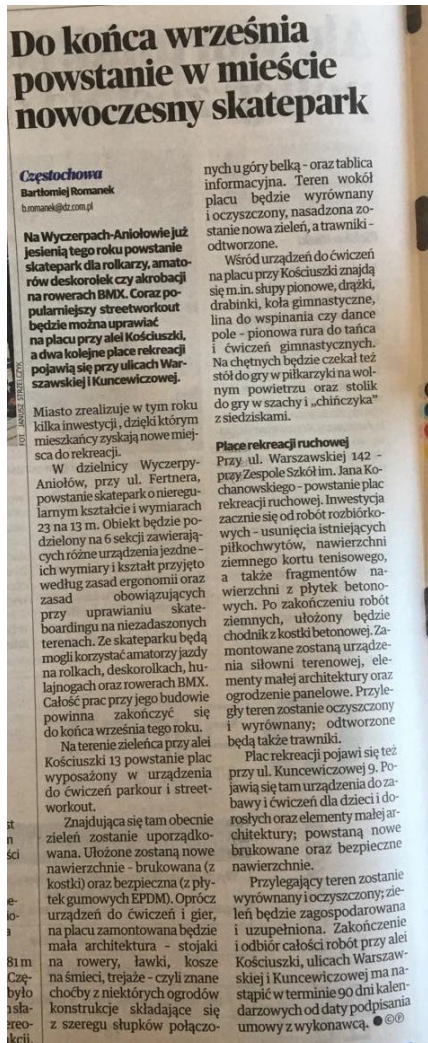 Do końca września
powstanie w mieście
nowoczesny skatepark
Częstochowa
Bartłomiej Romanek
b.romanek@dz.com.pl
Na Wyczerpach-Aniołowie już
jesienią tego roku powstanie
skatepark dla rolkarzy, amato-
rów deskorolek czy akrobacji
na rowerach BMX. Coraz po-
pularniejszy streetworkout
będzie można uprawiać
na placu przy alei Kościuszki,
a dwa kolejne place rekreacji
pojawią się przy ulicach War-
szawskiej i Kuncewiczowej.
FOT. JANUSZ STRZELCZYK
Miasto zrealizuje w tym roku
kilka inwestycji, dzięki którym
mieszkańcy zyskają nowe miej-
sca do rekreacji.
W dzielnicy Wyczerpy-
Aniołów, przy ul. Fertnera,
powstanie skatepark o nieregu-
larnym kształcie i wymiarach
23 na 13 m. Obiekt będzie po-
dzielony na 6 sekcji zawierają-
cych różne urządzenia jezdne -
ich wymiary i kształt przyjęto
według zasad ergonomii oraz
zasad obowiązujących
przy uprawianiu skate-
boardingu na niezadaszonych
terenach. Ze skateparku będą
mogli korzystać amatorzy jazdy
na rolkach, deskorolkach, hu-
lajnogach oraz rowerach BMX.
Całość prac przy jego budowie
powinna zakończyć się
do końca września tego roku.
Na terenie zieleńca przy alei
Kościuszki 13 powstanie plac
wyposażony w urządzenia
do ćwiczeń parkour i street-
workout.
Znajdująca się tam obecnie
zieleń zostanie uporządko-
wana. Ułożone zostaną nowe
nawierzchnie - brukowana (z
kostki) oraz bezpieczna (z pły-
tek gumowych EPDM). Oprócz
urządzeń do ćwiczeń i gier,
na placu zamontowana będzie
mała architektura - stojaki
na rowery, ławki, kosze
na śmieci, trejaże - czyli znane
choćby z niektórych ogrodów
konstrukcje składające się
z szeregu słupków połączo-
nych u góry belką - oraz tablica
informacyjna. Teren wokół
placu będzie wyrównany
i oczyszczony, nasadzona zo-
stanie nowa zieleń, a trawniki -
odtworzone.
Wśród urządzeń do ćwiczeń
na placu przy Kościuszki znajdą
się m.in. słupy pionowe, drążki,
drabinki, koła gimnastyczne,
lina do wspinania czy dance
pole - pionowa rura do tańca
i ćwiczeń gimnastycznych.
Na chętnych będzie czekał też
stół do gry w piłkarzyki na wol-
nym powietrzu oraz stolik
do gry w szachy i „chińczyka”
z siedziskami.
Place rekreacji ruchowej
Przy ul. Warszawskiej 142 -
przy Zespole Szkół im. Jana Ko-
chanowskiego - powstanie plac
rekreacji ruchowej. Inwestycja
zacznie się od robót rozbiórko-
wych - usunięcia istniejących
piłkochwytów, nawierzchni
ziemnego kortu tenisowego,
a także fragmentów na-
wierzchni z płytek betono-
wych. Po zakończeniu robót
ziemnych, ułożony będzie
chodnik z kostki betonowej. Za-
montowane zostaną urządze-
nia siłowni terenowej, ele-
menty małej architektury oraz
ogrodzenie panelowe. Przyle-
gły teren zostanie oczyszczony
i wyrównany; odtworzone
będą także trawniki.
Plac rekreacji pojawi się też
przy ul. Kuncewiczowej 9. Po-
jawią się tam urządzenia do za-
bawy i ćwiczeń dla dzieci i do-
rosłych oraz elementy małej ar-
chitektury; powstaną nowe
brukowane oraz bezpieczne
nawierzchnie.
Przylegający teren zostanie
wyrównany i oczyszczony; zie-
leń będzie zagospodarowana
i uzupełniona. Zakończenie
i odbiór całości robót przy alei
Kościuszki, ulicach Warszaw-
skiej i Kuncewiczowej ma na-
stąpić w terminie 90 dni kalen-
darzowych od daty podpisania
umowy z wykonawcą. ●©℗